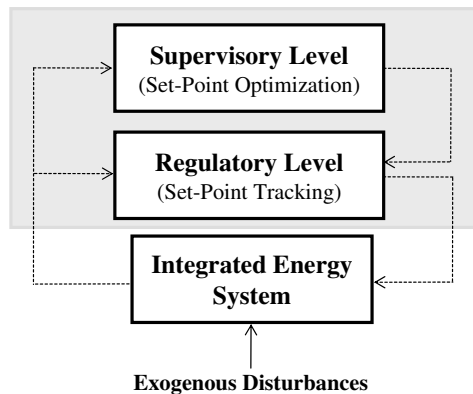 Supervisory Level
(Set-Point Optimization)
Regulatory Level
(Set-Point Tracking)
Integrated Energy
System
Exogenous Disturbances